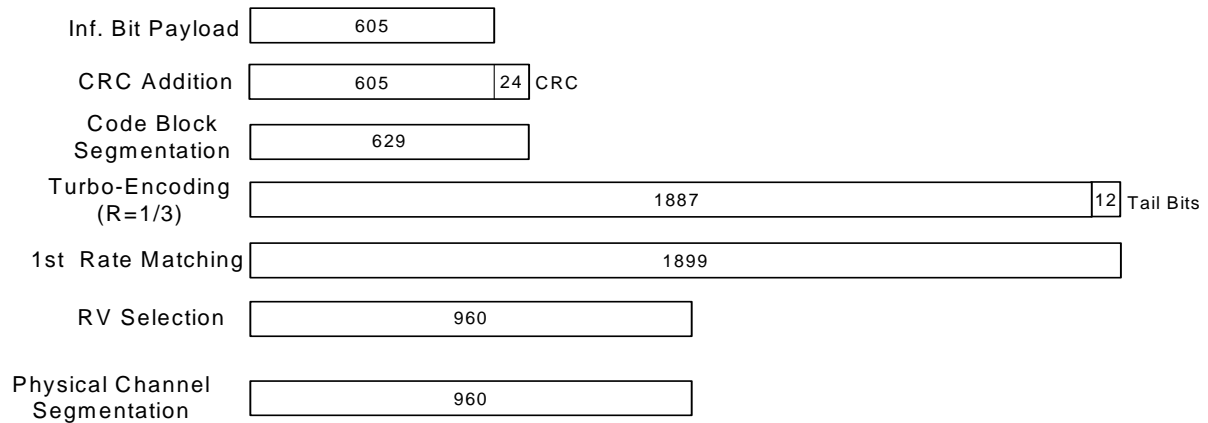 Inf. Bit Payload 605
CRC Addition 605 24 CRC
Code Block
Segmentation 629
Turbo-Encoding
(R=1/3) 1887 12 Tail Bits
1st Rate Matching 1899
RV Selection 960
Physical Channel
Segmentation 960